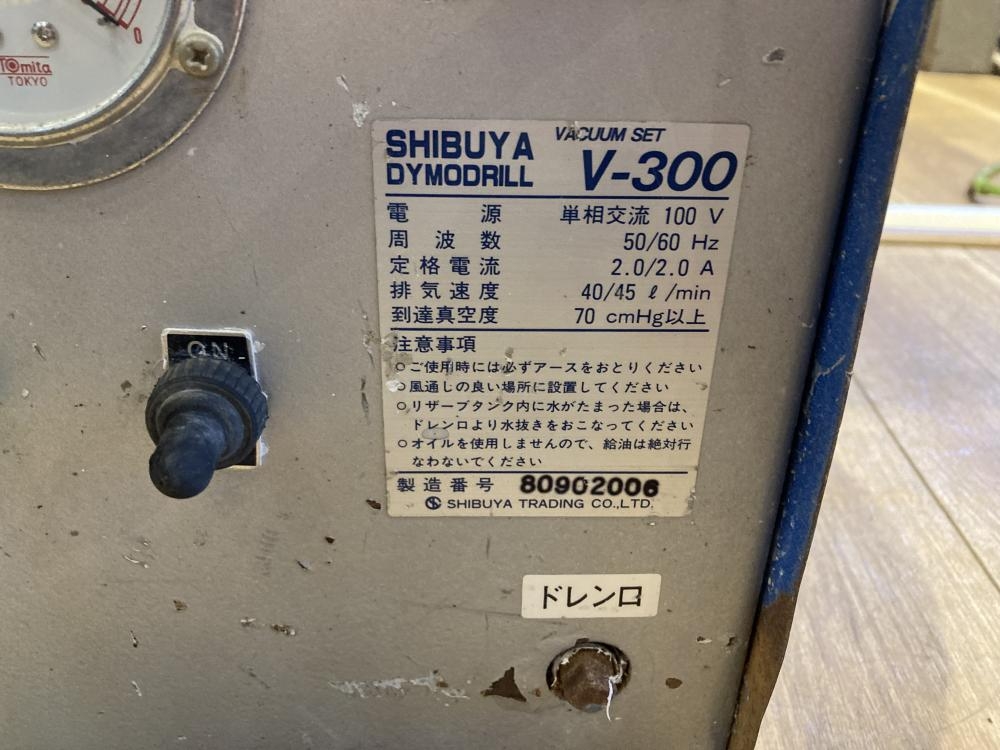 0
Tomita
TOKYO
SHIBUYA
DYMODRILL
VACUUM SET
V-300
電源 単相交流 100 V
周波数 50/60 Hz
定格電流 2.0/2.0 A
排気速度 40/45 ℓ/min
到達真空度 70 cmHg以上
注意事項
○ご使用時には必ずアースをおとりください
○風通しの良い場所に設置してください
○リザーブタンク内に水がたまった場合は、
ドレン口より水抜きをおこなってください
○オイルを使用しませんので、給油は絶対行
なわないでください
製造番号 80902006
SHIBUYA TRADING CO.,LTD.
ON
ドレン口